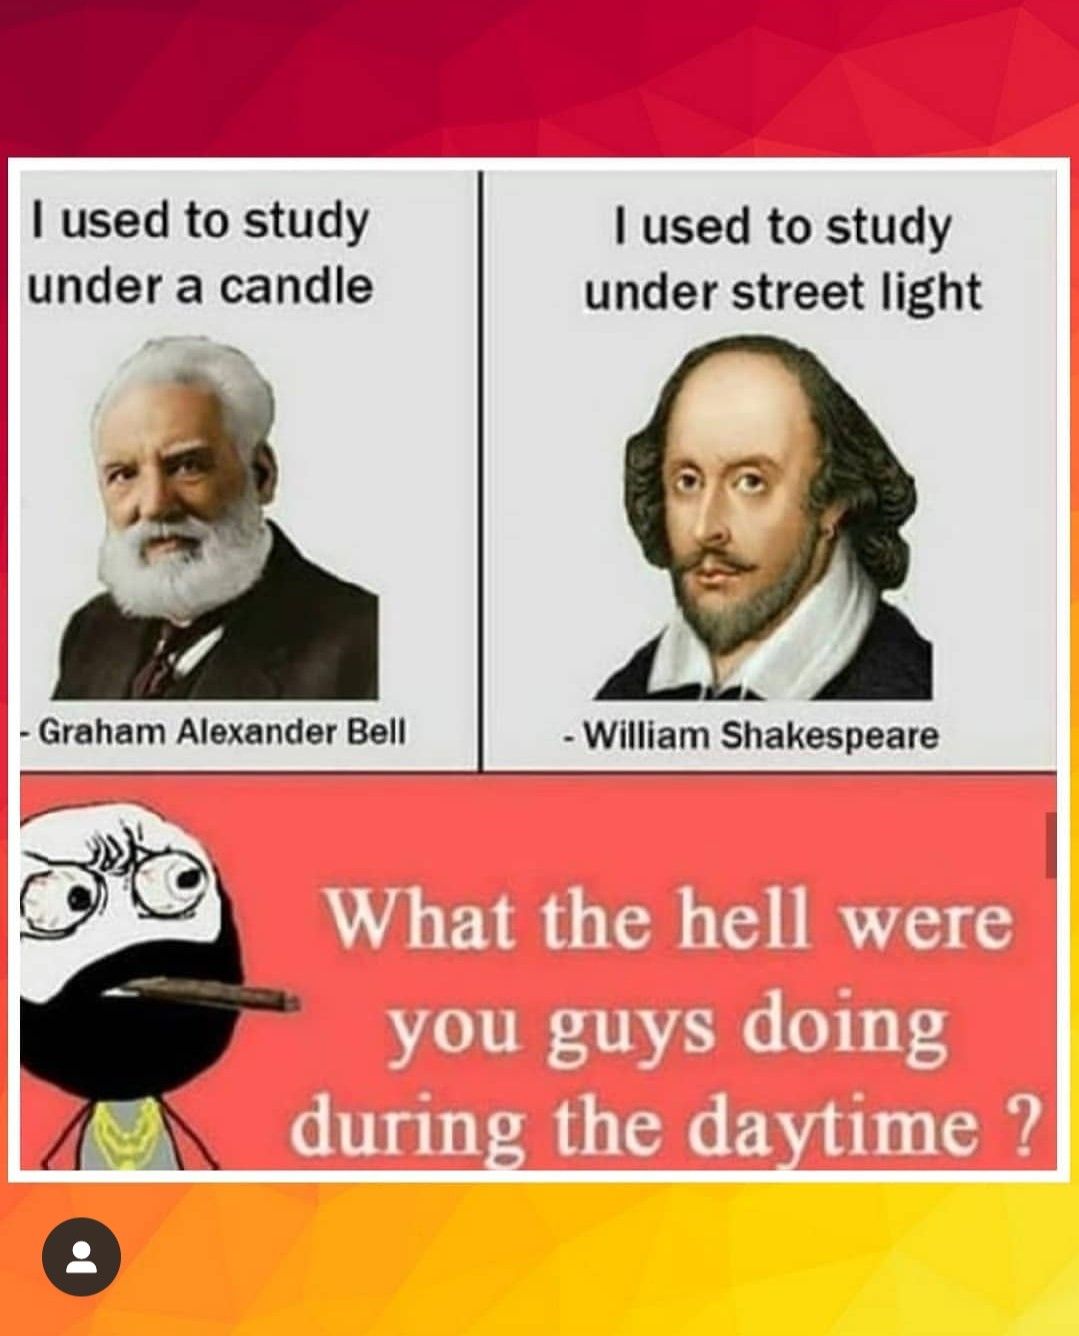 I used to study
under a candle
- Graham Alexander Bell
I used to study
under street light
- William Shakespeare
What the hell were
you guys doing
during the daytime ?